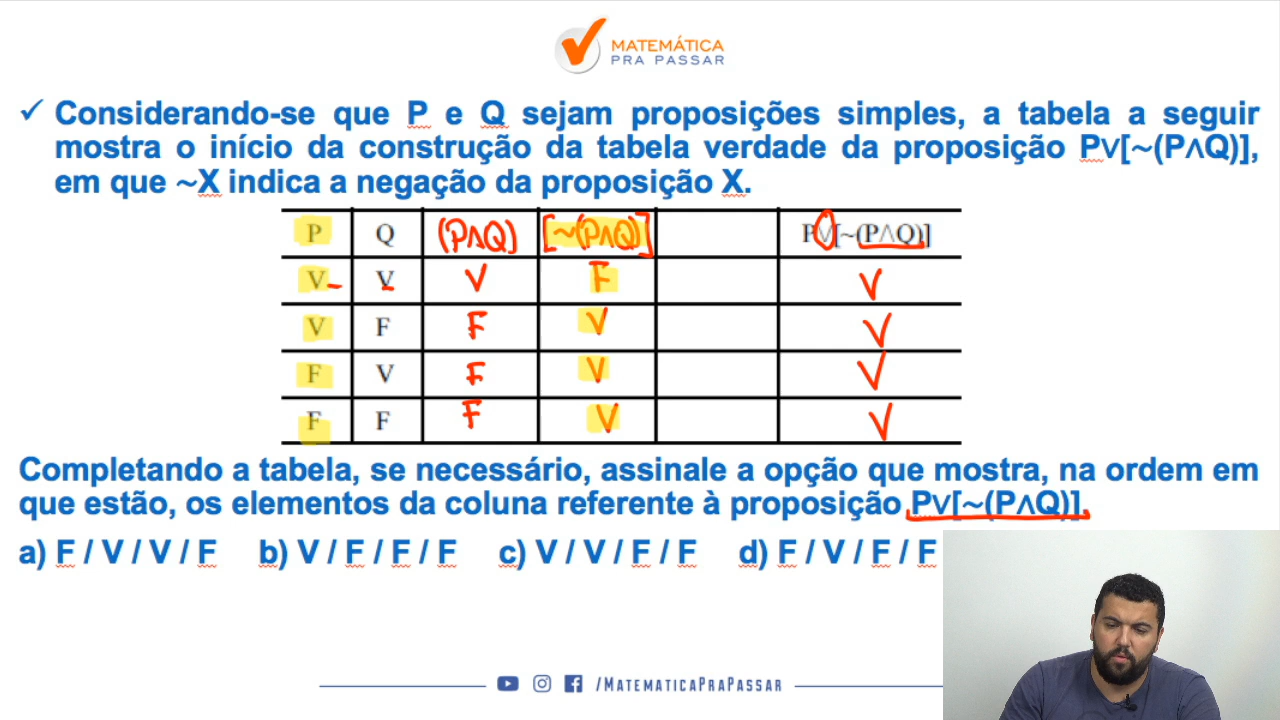 MATEMÁTICA
PRA PASSAR
✓ Considerando-se que P e Q sejam proposições simples, a tabela a seguir
mostra o início da construção da tabela verdade da proposição P∨[~(P∧Q)],
em que ~X indica a negação da proposição X.
P Q (P∧Q) [~(P∧Q)] P∨[~(P∧Q)]
V V V F V
V F F V V
F V F V V
F F F V V
Completando a tabela, se necessário, assinale a opção que mostra, na ordem em
que estão, os elementos da coluna referente à proposição P∨[~(P∧Q)].
a) F / V / V / F b) V / F / F / F c) V / V / F / F d) F / V / F / F
/MATEMATICAPRAPASSAR